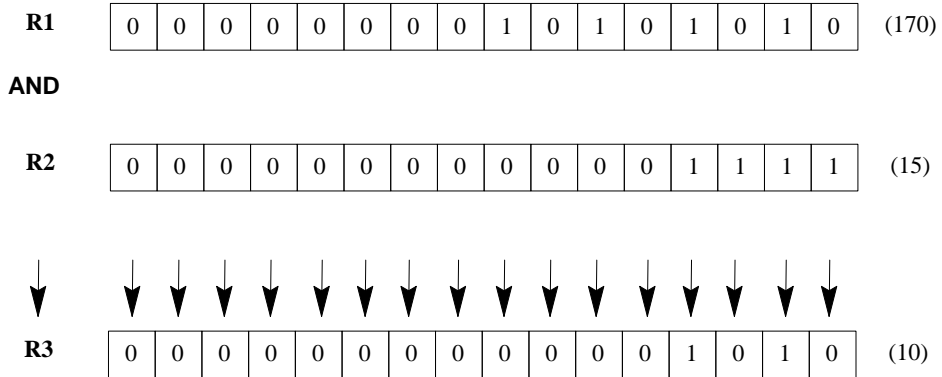 R1 0 0 0 0 0 0 0 0 1 0 1 0 1 0 1 0 (170)
AND
R2 0 0 0 0 0 0 0 0 0 0 0 0 1 1 1 1 (15)
R3 0 0 0 0 0 0 0 0 0 0 0 0 1 0 1 0 (10)